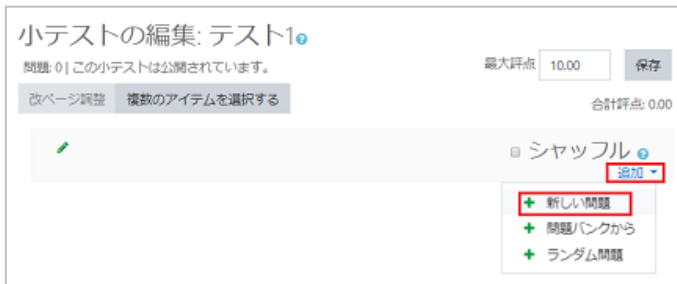 小テストの編集: テスト1
問題: 0 | この小テストは公開されています。
最大評点 10.00 保存
改ページ調整 複数のアイテムを選択する
合計評点: 0.00
シャッフル
追加
新しい問題
問題バンクから
ランダム問題